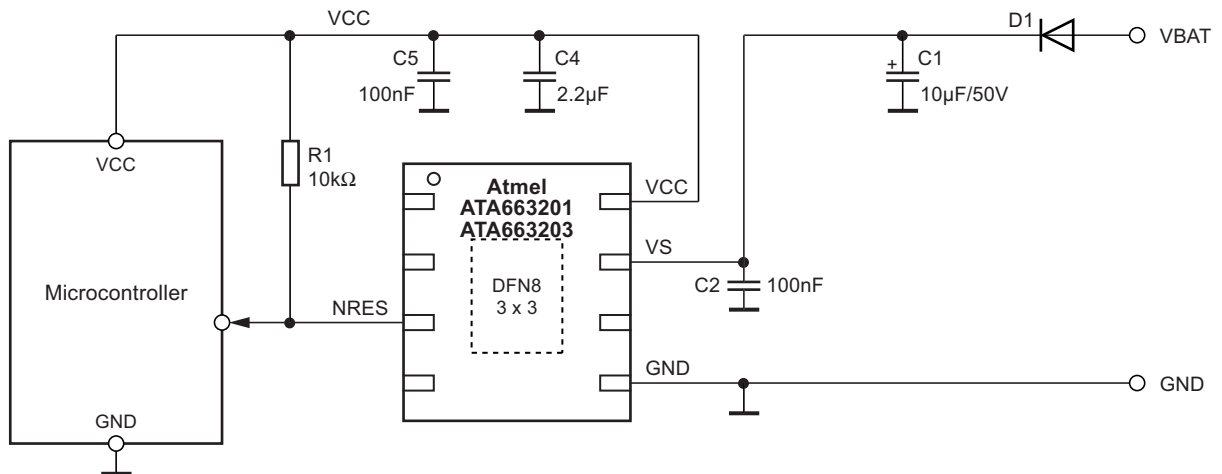 VCC
D1
VBAT
C5
100nF
C4
2.2µF
+
C1
10µF/50V
VCC
R1
10kΩ
Atmel
ATA663201
ATA663203
VCC
VS
DFN8
3 x 3
C2
100nF
Microcontroller
NRES
GND
GND
GND